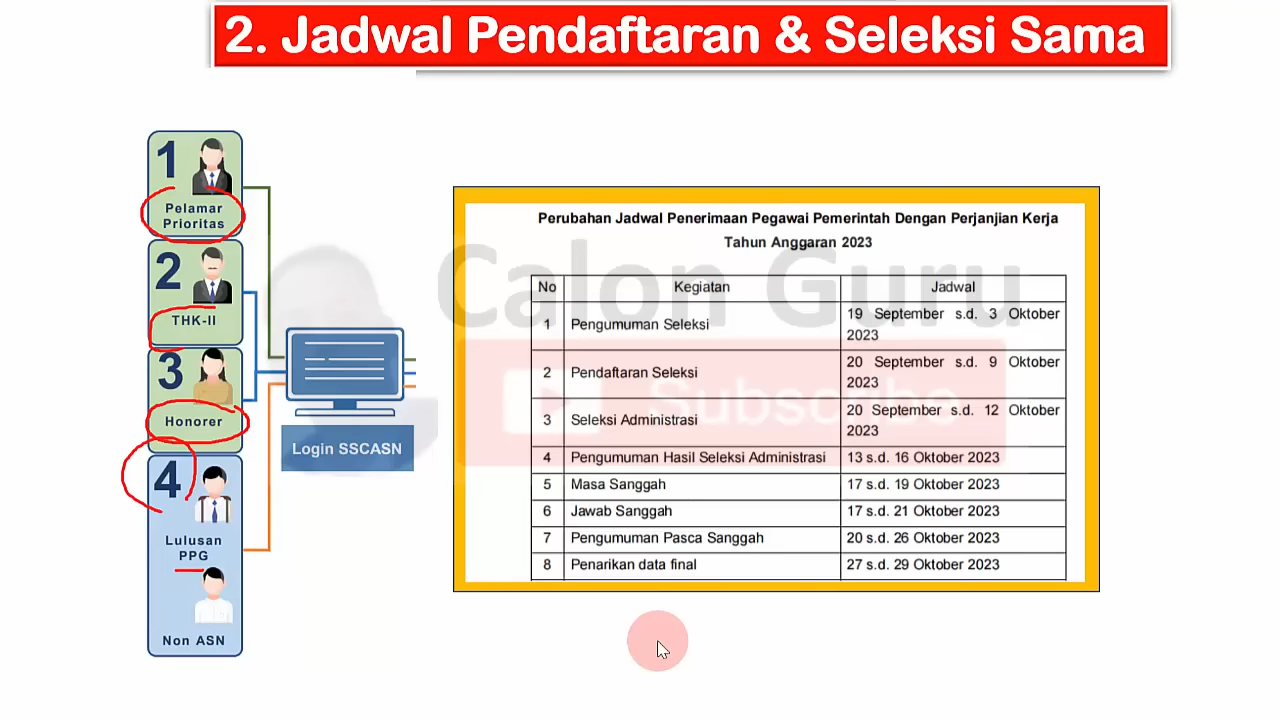 2. Jadwal Pendaftaran & Seleksi Sama
1
Pelamar
Prioritas
2
THK-II
3
Honorer
4
Lulusan
PPG
Non ASN
Login SSCASN
Calon Guru
Subscribe
Perubahan Jadwal Penerimaan Pegawai Pemerintah Dengan Perjanjian Kerja
Tahun Anggaran 2023
No Kegiatan Jadwal
1 Pengumuman Seleksi 19 September s.d. 3 Oktober
2023
2 Pendaftaran Seleksi 20 September s.d. 9 Oktober
2023
3 Seleksi Administrasi 20 September s.d. 12 Oktober
2023
4 Pengumuman Hasil Seleksi Administrasi 13 s.d. 16 Oktober 2023
5 Masa Sanggah 17 s.d. 19 Oktober 2023
6 Jawab Sanggah 17 s.d. 21 Oktober 2023
7 Pengumuman Pasca Sanggah 20 s.d. 26 Oktober 2023
8 Penarikan data final 27 s.d. 29 Oktober 2023